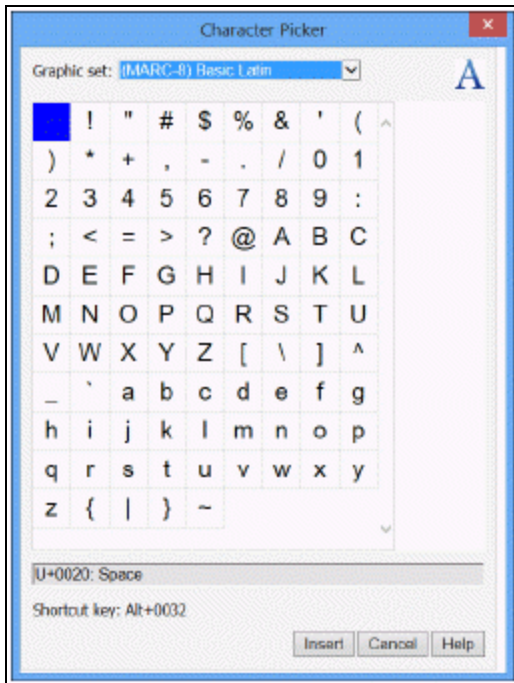 Character Picker
Graphic set: (MARC-8) Basic Latin
A
! " # $ % & ' (
) * + , - . / 0 1
2 3 4 5 6 7 8 9 :
; < = > ? @ A B C
D E F G H I J K L
M N O P Q R S T U
V W X Y Z [ \ ] ^
_ ` a b c d e f g
h i j k l m n o p
q r s t u v w x y
z { | } ~
U+0020: Space
Shortcut key: Alt+0032
Insert Cancel Help